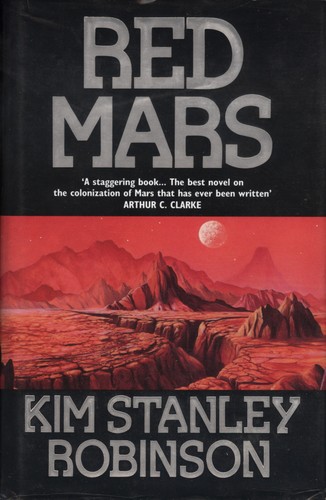 RED
MARS
'A staggering book... The best novel on
the colonization of Mars that has ever been written'
ARTHUR C. CLARKE
KIM STANLEY
ROBINSON